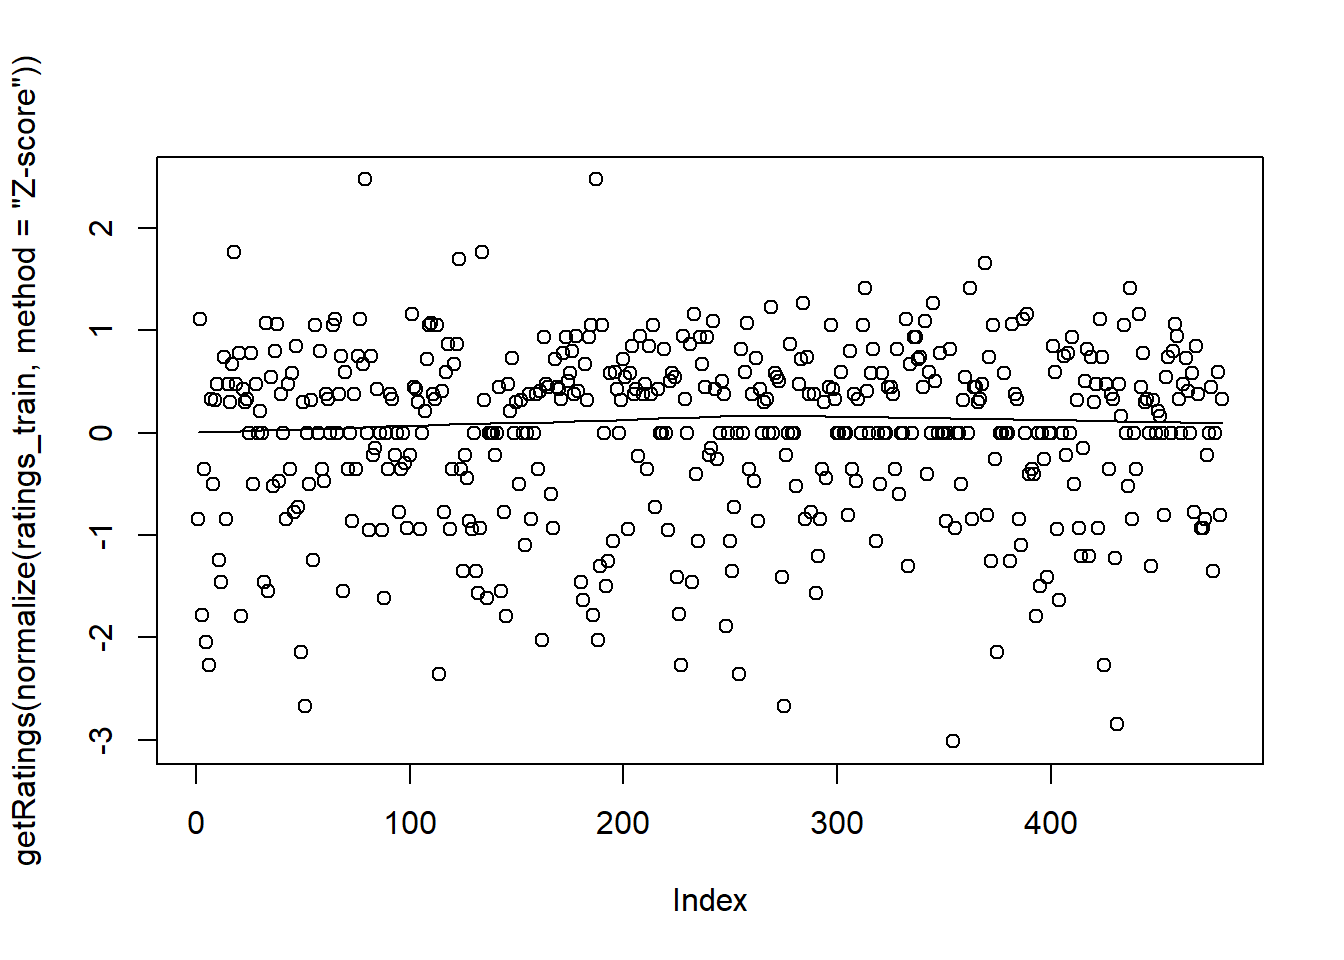 getRatings(normalize(ratings_train, method = "Z-score"))
2
1
0
-1
-2
-3
0 100 200 300 400
Index